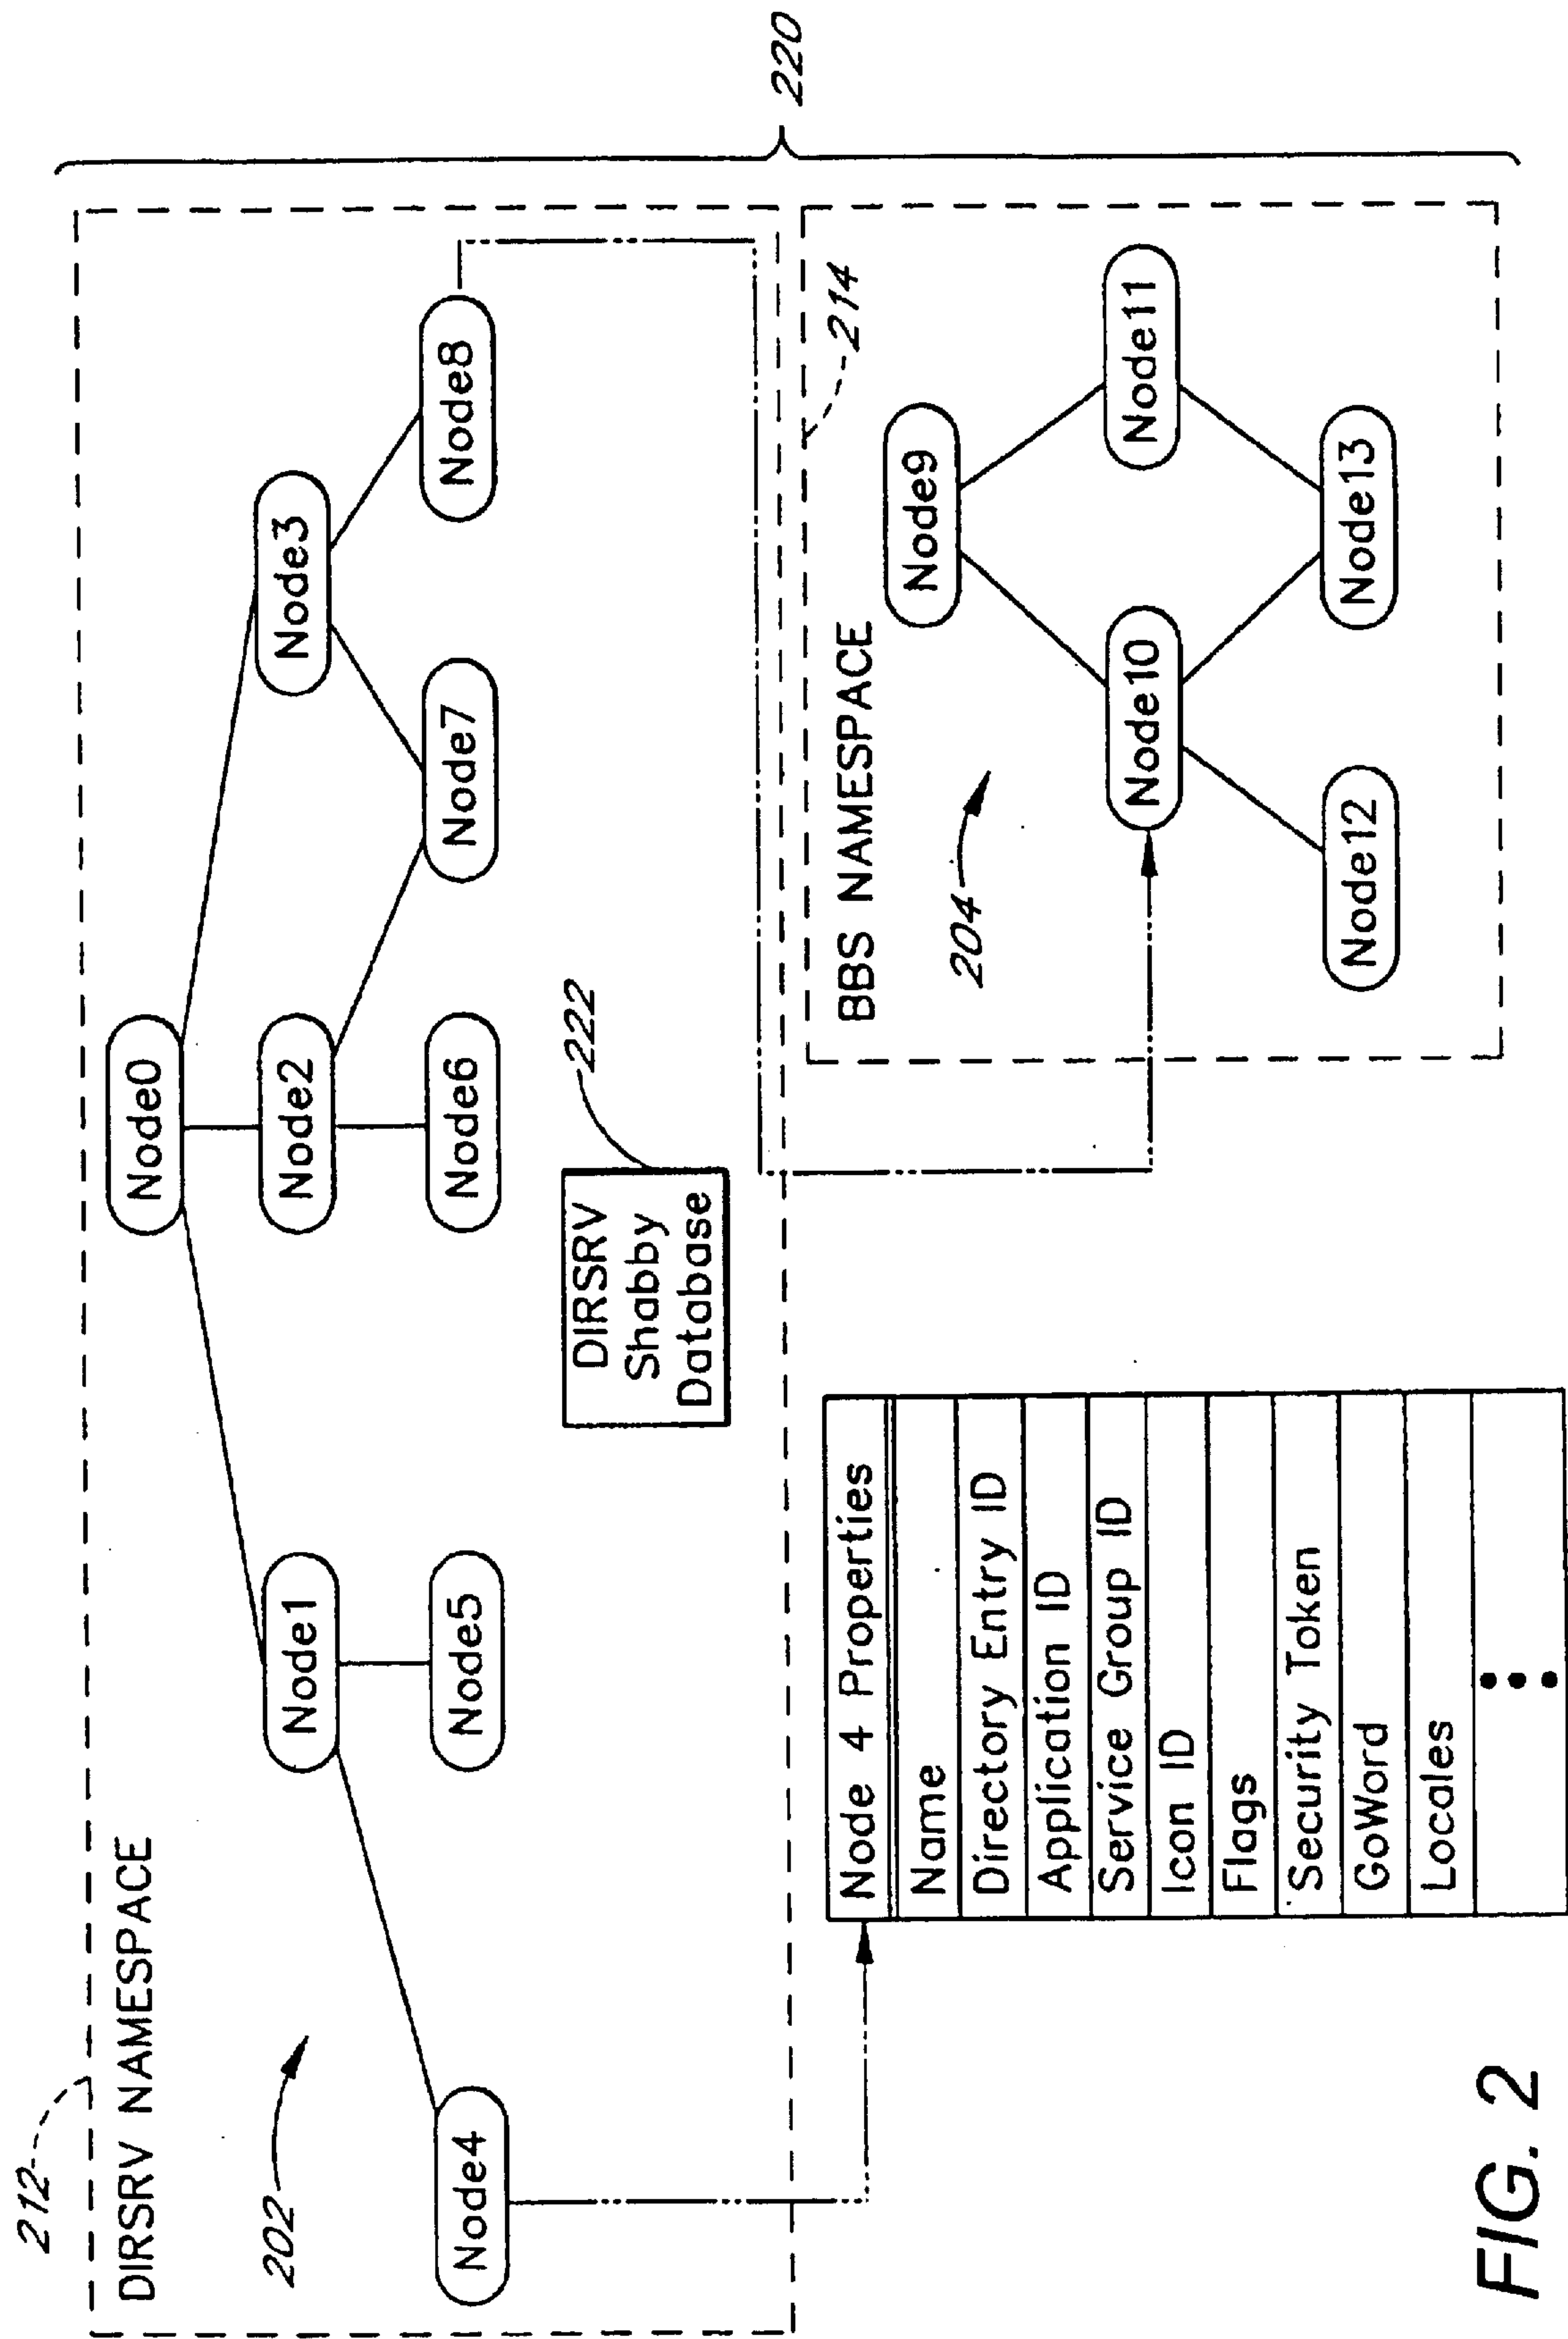 212
DIRSRV NAMESPACE
202
Node0
Node1
Node2
Node3
Node4
Node5
Node6
Node7
Node8
DIRSRV
Shabby
Database
222
220
Node 4 Properties
Name
Directory Entry ID
Application ID
Service Group ID
Icon ID
Flags
Security Token
GoWord
Locales
BBS NAMESPACE
214
204
Node9
Node10
Node11
Node12
Node13
FIG. 2